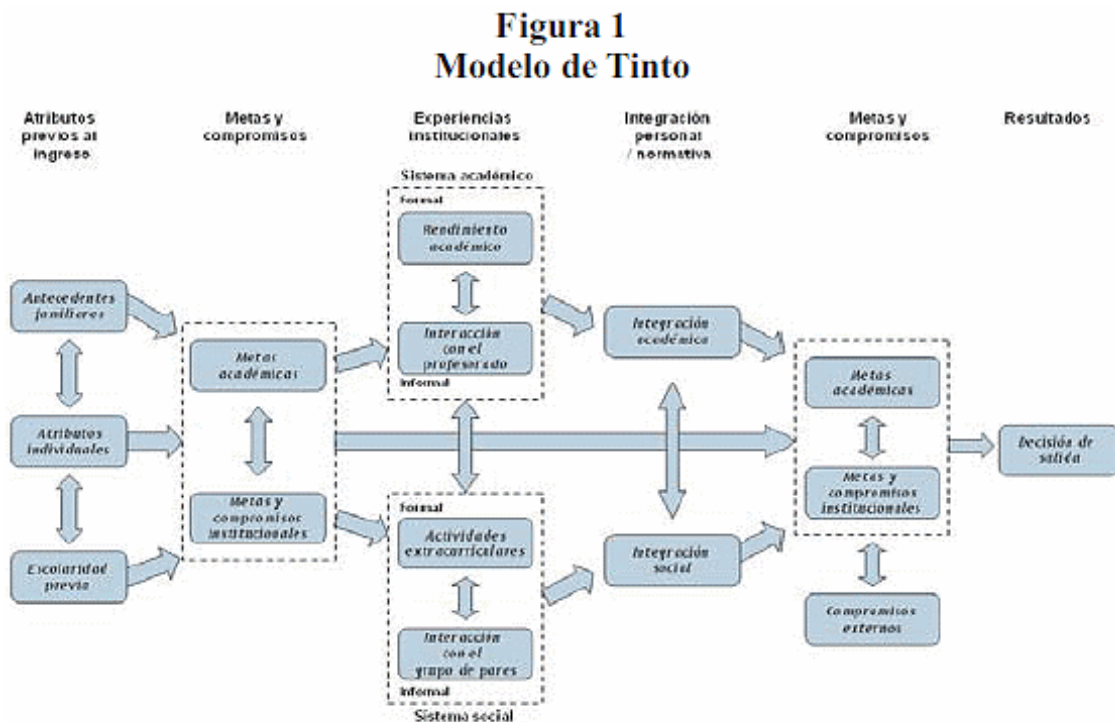 Figura 1
Modelo de Tinto
Atributos
previos al
ingreso
Metas y
compromisos
Experiencias
institucionales
Integración
personal
/ normativa
Metas y
compromisos
Resultados
Sistema académico
Formal
Rendimiento
académico
Interacción
con el
profesorado
Informal
Antecedentes
familiares
Atributos
individuales
Escolaridad
previa
Metas
académicas
Metas y
compromisos
institucionales
Formal
Actividades
extracurriculares
Interacción
con el
grupo de pares
Informal
Sistema social
Integración
académica
Integración
social
Metas
académicas
Metas y
compromisos
institucionales
Compromisos
externos
Decisión de
salida